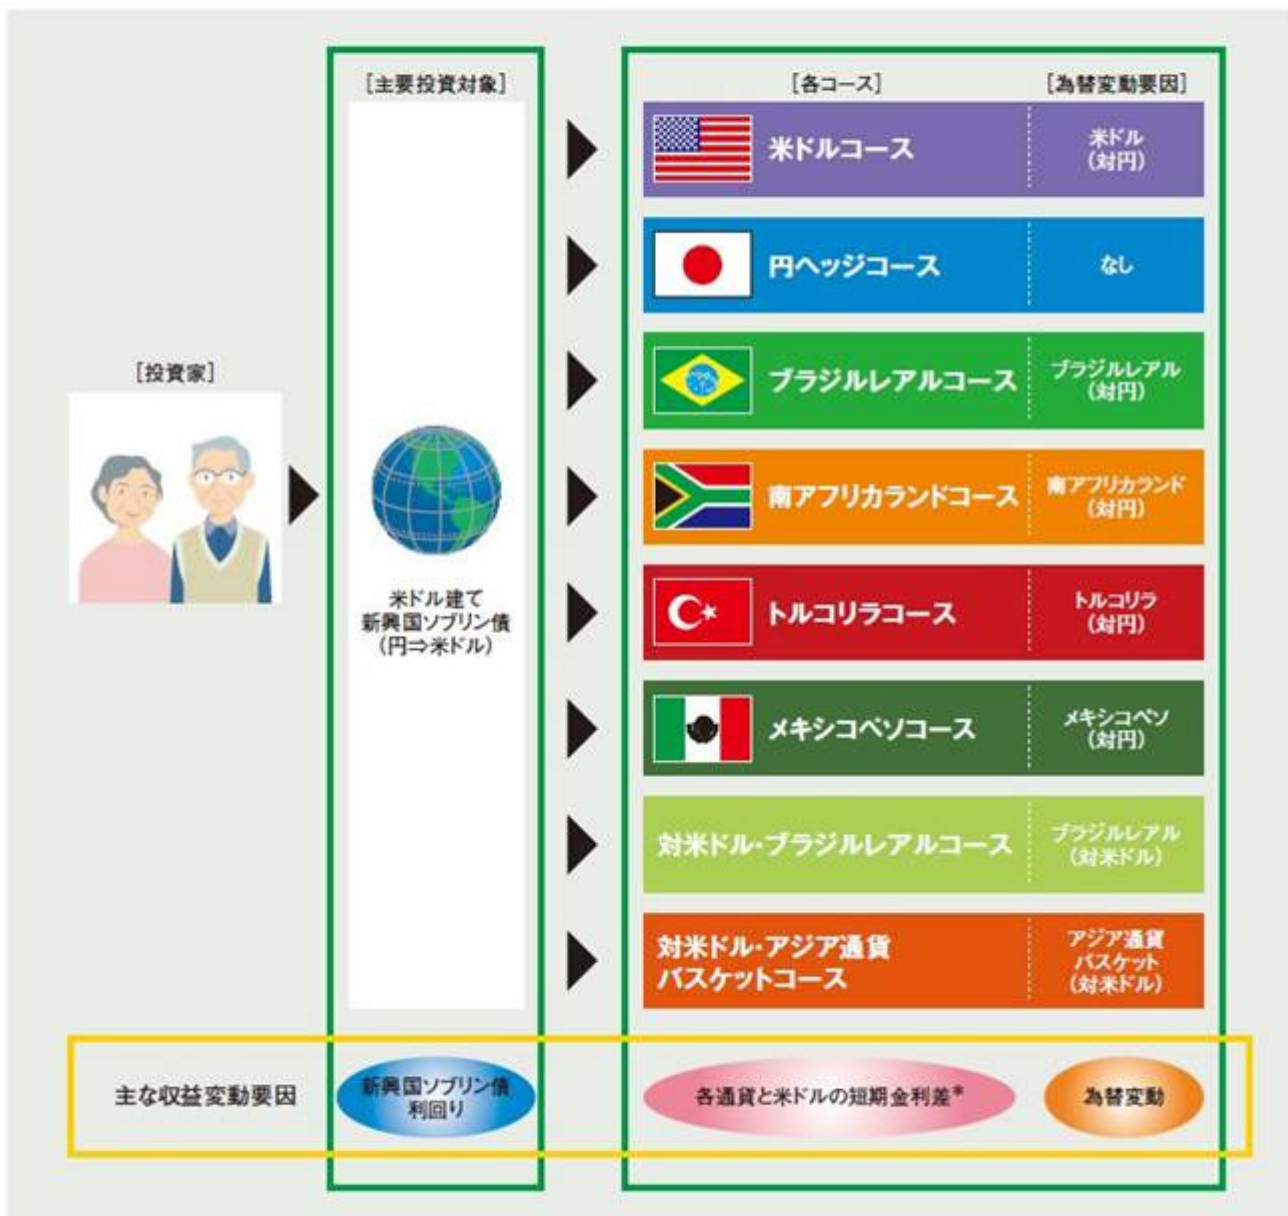 [投資家]
[主要投資対象]
米ドル建て
新興国ソブリン債
(円⇒米ドル)
[各コース]
[為替変動要因]
米ドルコース
米ドル
(対円)
円ヘッジコース
なし
ブラジルレアルコース
ブラジルレアル
(対円)
南アフリカランドコース
南アフリカランド
(対円)
トルコリラコース
トルコリラ
(対円)
メキシコペソコース
メキシコペソ
(対円)
対米ドル・ブラジルレアルコース
ブラジルレアル
(対米ドル)
対米ドル・アジア通貨
バスケットコース
アジア通貨
バスケット
(対米ドル)
主な収益変動要因
新興国ソブリン債
利回り
各通貨と米ドルの短期金利差*
為替変動